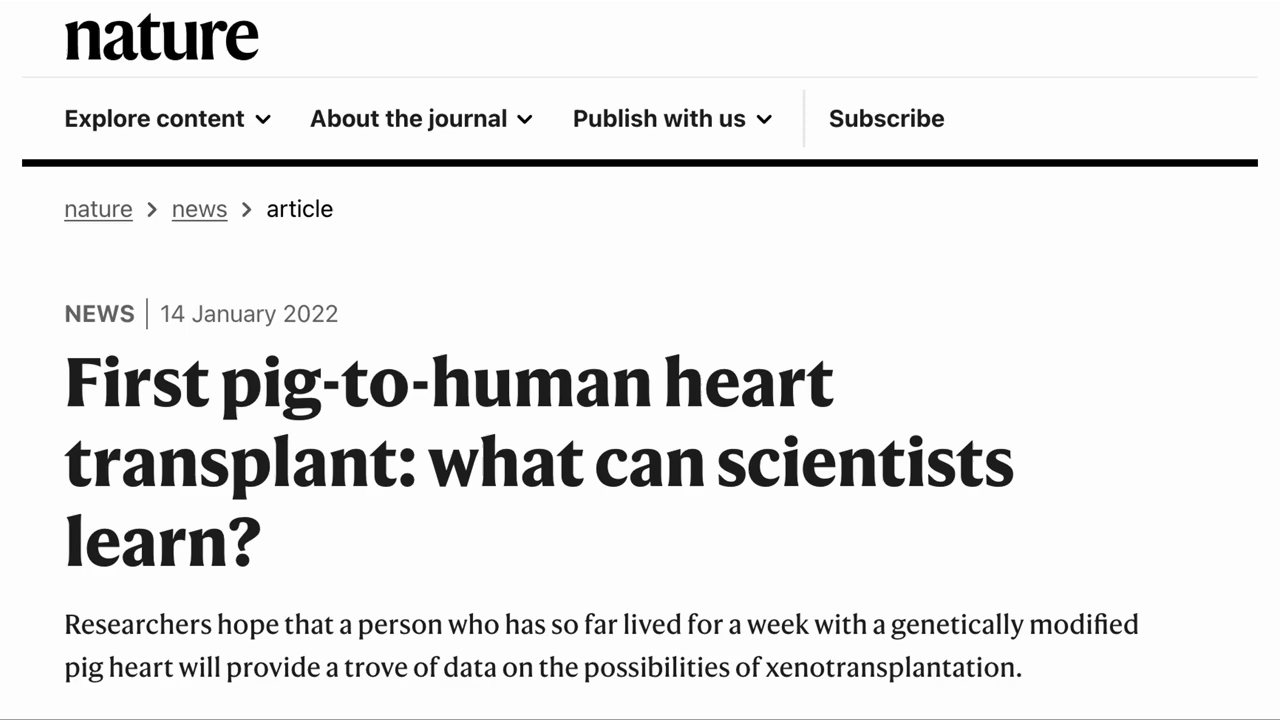 nature
Explore content About the journal Publish with us Subscribe
nature > news > article
NEWS | 14 January 2022
First pig-to-human heart
transplant: what can scientists
learn?
Researchers hope that a person who has so far lived for a week with a genetically modified
pig heart will provide a trove of data on the possibilities of xenotransplantation.